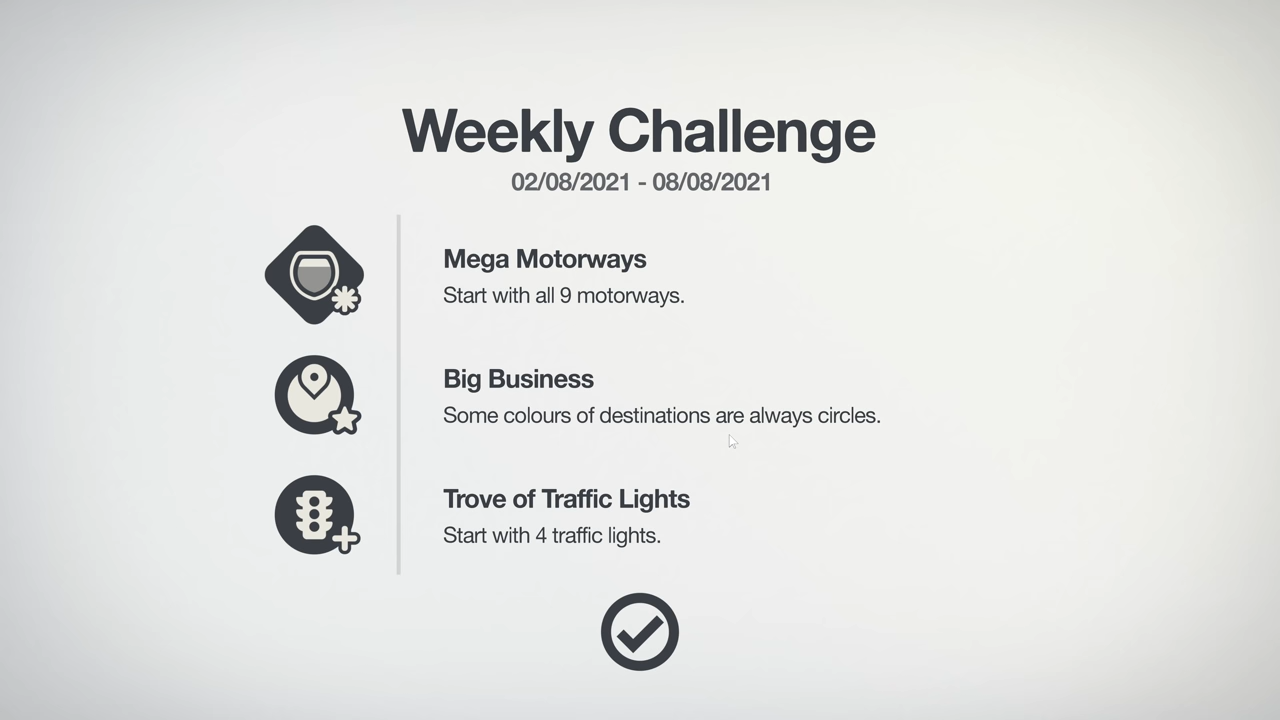 Weekly Challenge
02/08/2021 - 08/08/2021
Mega Motorways
Start with all 9 motorways.
Big Business
Some colours of destinations are always circles.
Trove of Traffic Lights
Start with 4 traffic lights.